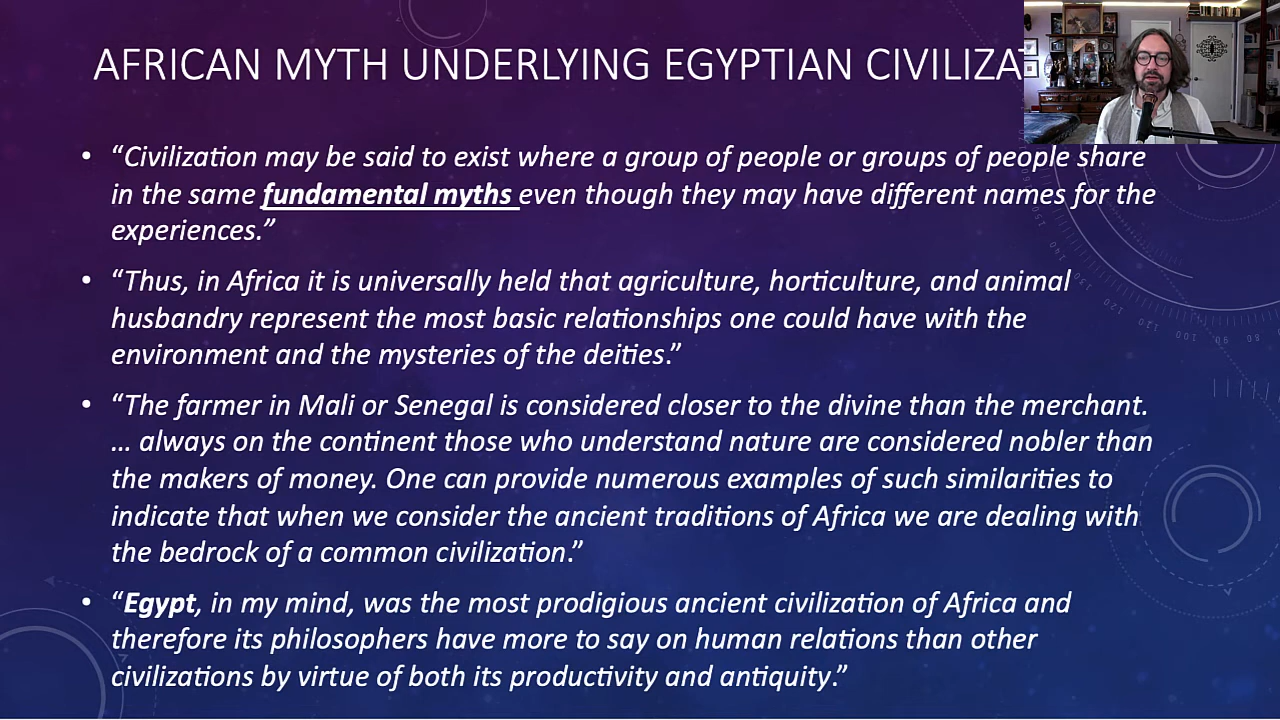 AFRICAN MYTH UNDERLYING EGYPTIAN CIVILIZAT
• “Civilization may be said to exist where a group of people or groups of people share
in the same fundamental myths even though they may have different names for the
experiences.”
• “Thus, in Africa it is universally held that agriculture, horticulture, and animal
husbandry represent the most basic relationships one could have with the
environment and the mysteries of the deities.”
• “The farmer in Mali or Senegal is considered closer to the divine than the merchant.
… always on the continent those who understand nature are considered nobler than
the makers of money. One can provide numerous examples of such similarities to
indicate that when we consider the ancient traditions of Africa we are dealing with
the bedrock of a common civilization.”
• “Egypt, in my mind, was the most prodigious ancient civilization of Africa and
therefore its philosophers have more to say on human relations than other
civilizations by virtue of both its productivity and antiquity.”